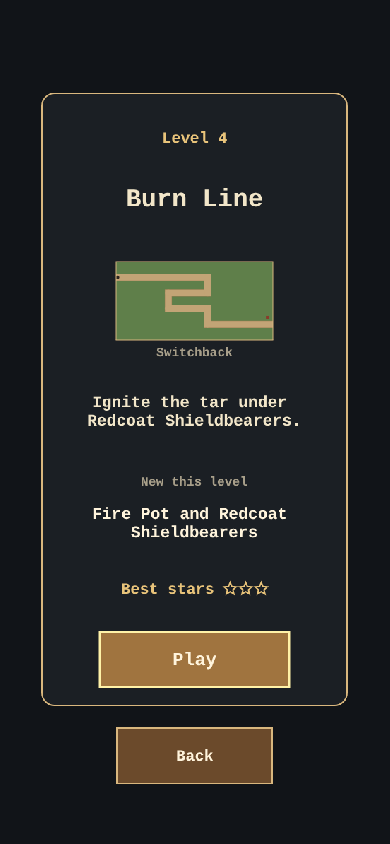 Level 4
Burn Line
Switchback
Ignite the tar under
Redcoat Shieldbearers.
New this level
Fire Pot and Redcoat
Shieldbearers
Best stars ☆☆☆
Play
Back